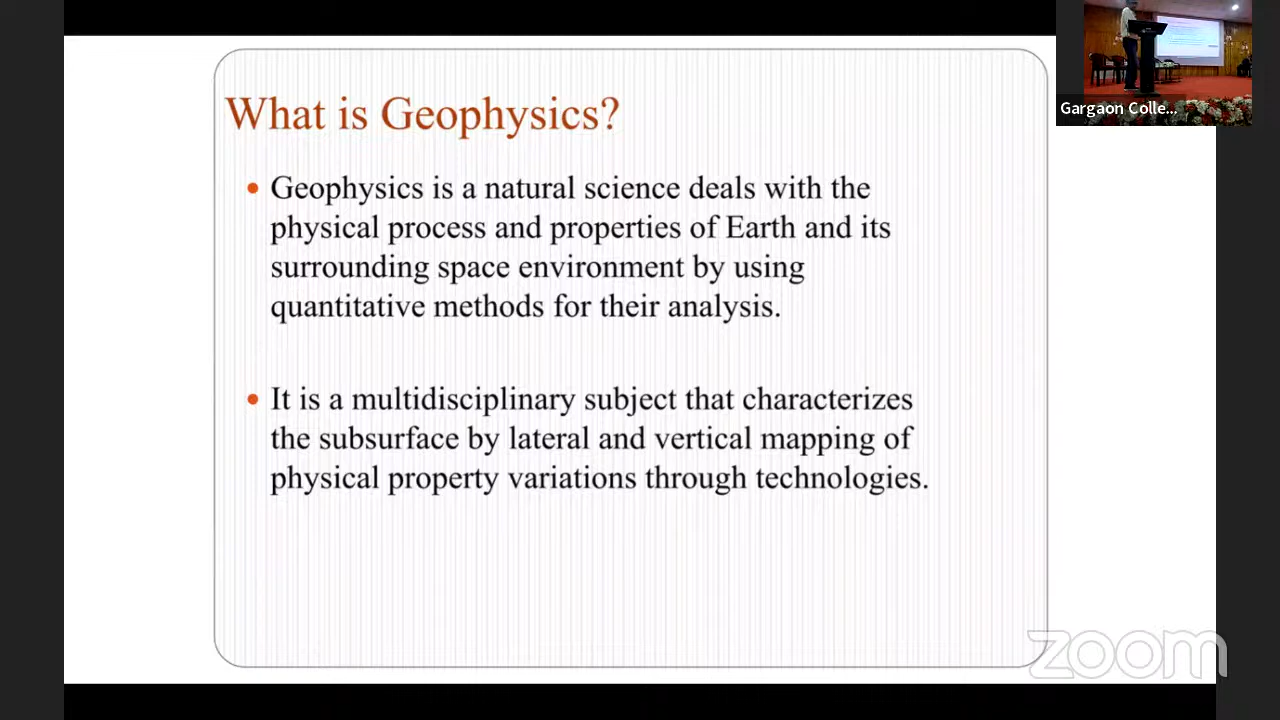 What is Geophysics?
• Geophysics is a natural science deals with the
physical process and properties of Earth and its
surrounding space environment by using
quantitative methods for their analysis.
• It is a multidisciplinary subject that characterizes
the subsurface by lateral and vertical mapping of
physical property variations through technologies.
Gargaon Colle...
zoom